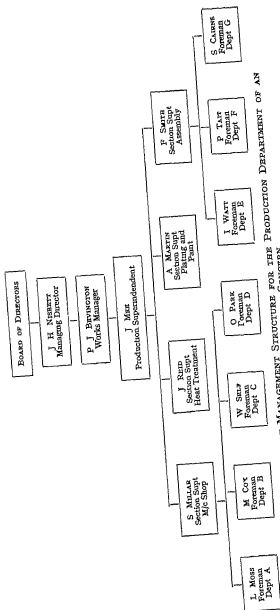 BOARD OF DIRECTORS
J H NESBITT
Managing Director
P J BEVINGTON
Works Manager
J MEE
Production Superintendent
S MILLAR
Section Supt
M/c Shop
J REID
Section Supt
Heat Treatment
A MARTIN
Section Supt
Plating and
Paint
F SMITH
Section Supt
Assembly
L MOSS
Foreman
Dept A
M COX
Foreman
Dept B
W SELF
Foreman
Dept C
O PARK
Foreman
Dept D
I WATT
Foreman
Dept E
P TAIT
Foreman
Dept F
S CAIRNS
Foreman
Dept G
MANAGEMENT STRUCTURE FOR THE PRODUCTION DEPARTMENT OF AN